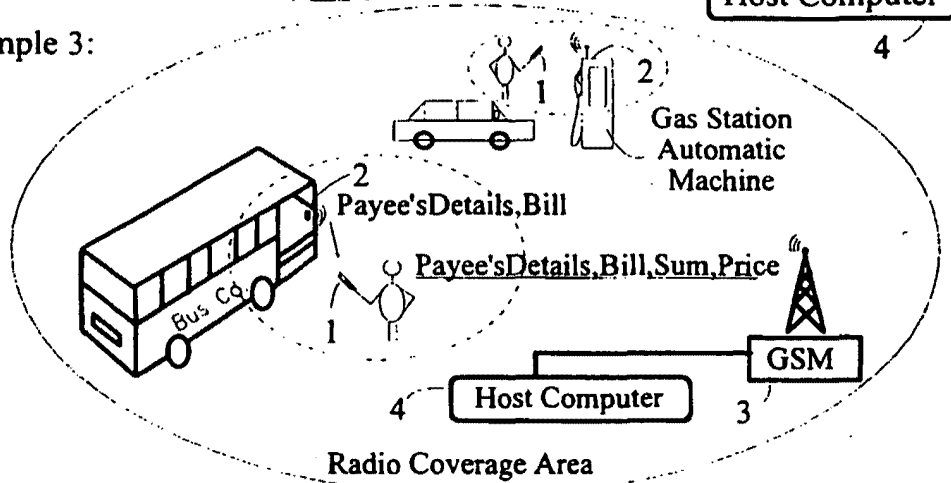 Host Computer
4
mple 3:
1
2
Gas Station
Automatic
Machine
2
Payee'sDetails,Bill
Payee'sDetails,Bill,Sum,Price
Bus Co.
1
GSM
4
Host Computer
3
Radio Coverage Area